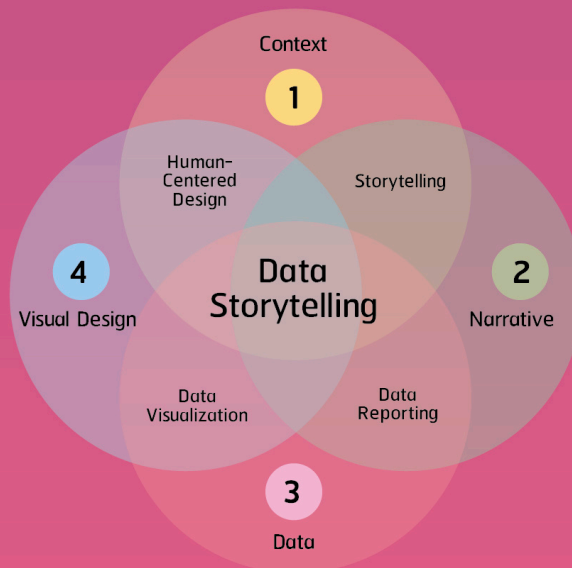 Context
1
Human-
Centered
Design
Storytelling
4
Visual Design
Data
Storytelling
2
Narrative
Data
Visualization
Data
Reporting
3
Data